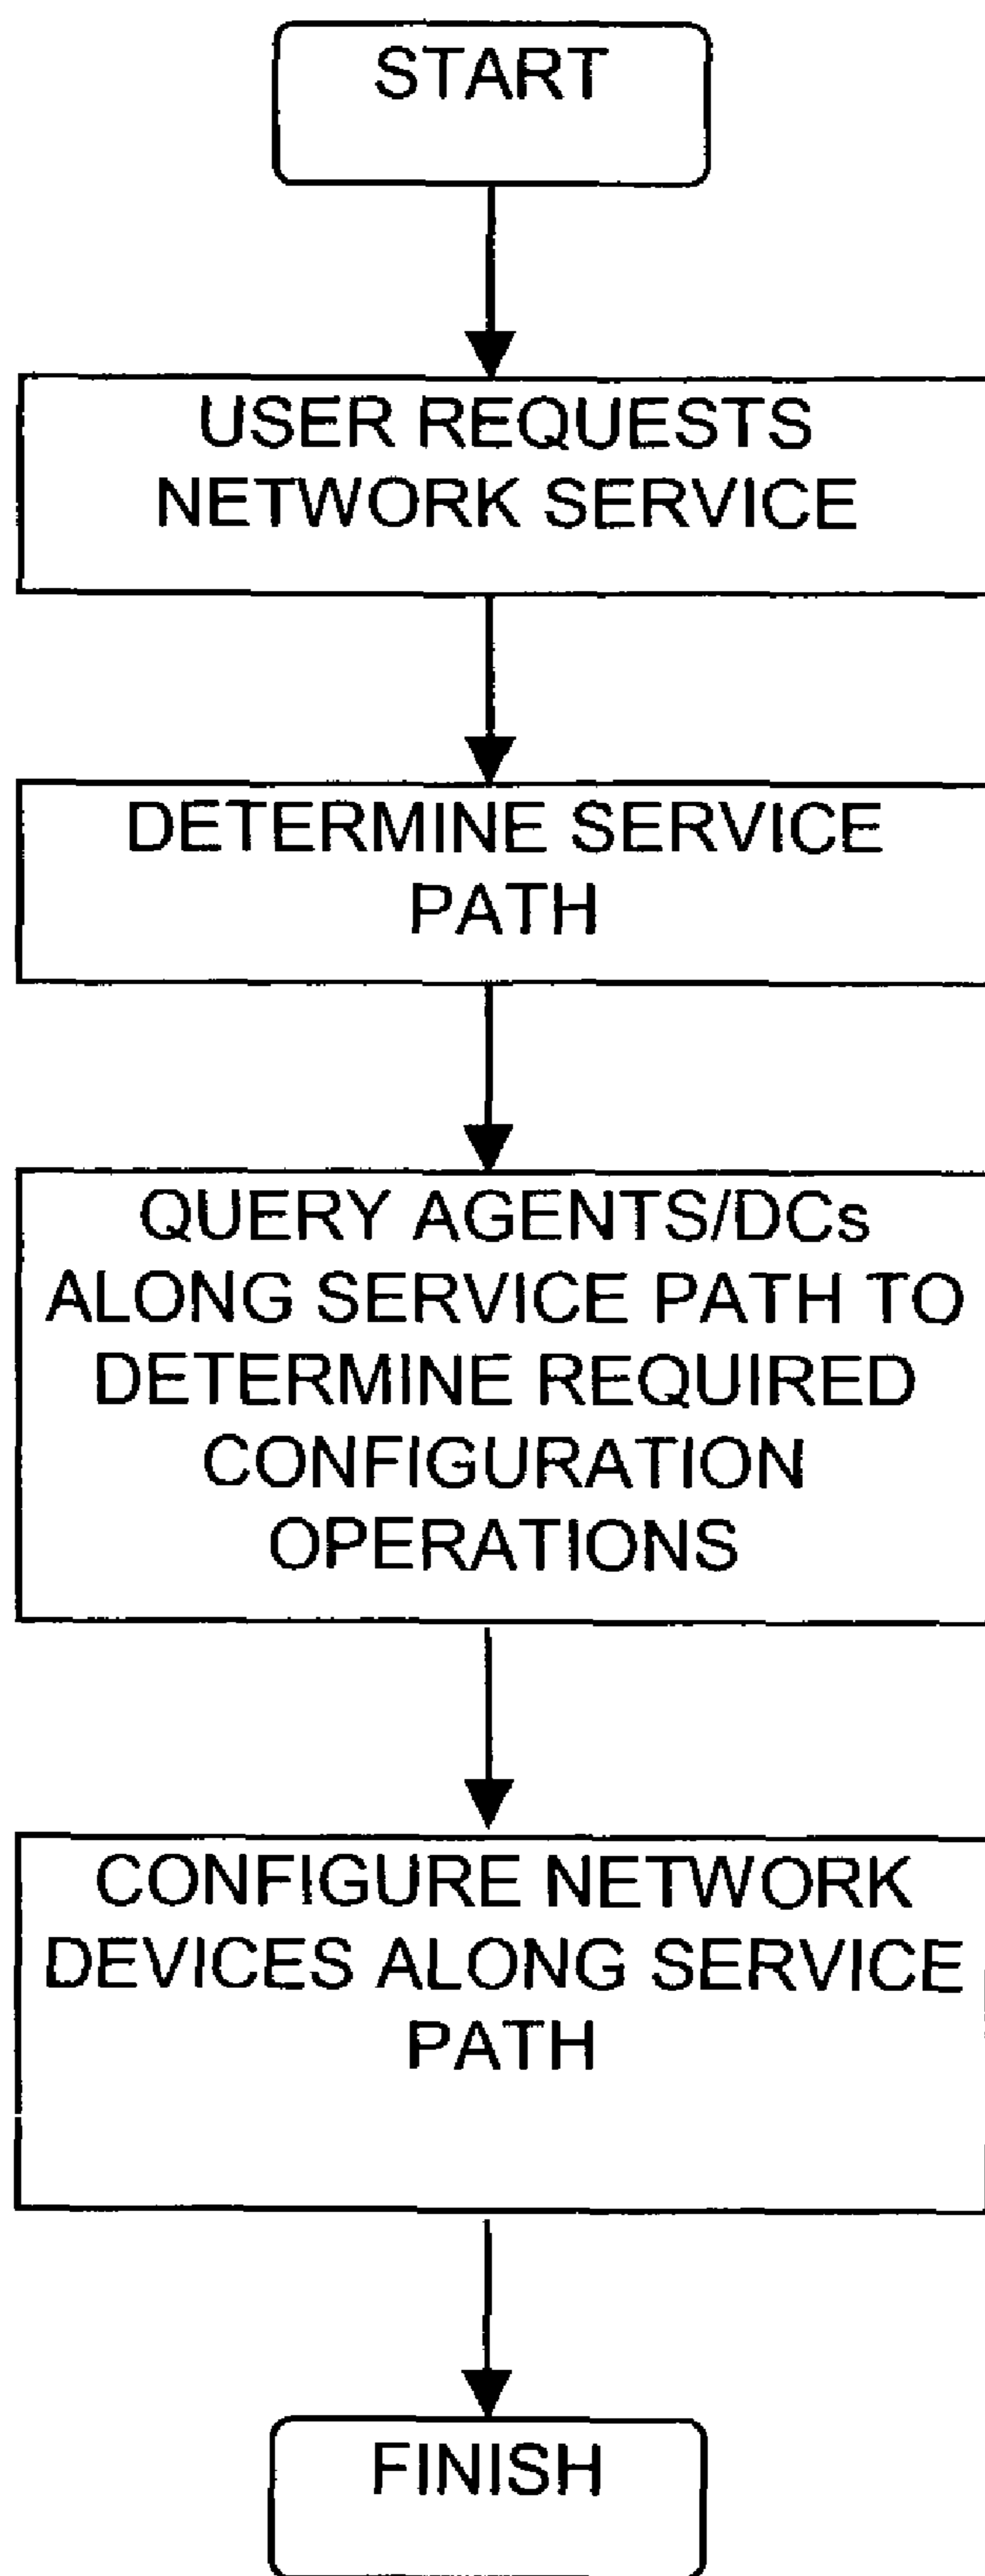 START
USER REQUESTS
NETWORK SERVICE
DETERMINE SERVICE
PATH
QUERY AGENTS/DCs
ALONG SERVICE PATH TO
DETERMINE REQUIRED
CONFIGURATION
OPERATIONS
CONFIGURE NETWORK
DEVICES ALONG SERVICE
PATH
FINISH